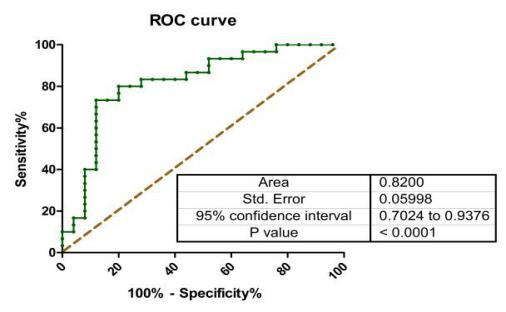 ROC curve
100
80
60
40
20
0
Sensitivity%
Area 0.8200
Std. Error 0.05998
95% confidence interval 0.7024 to 0.9376
P value < 0.0001
0 20 40 60 80 100
100% - Specificity%